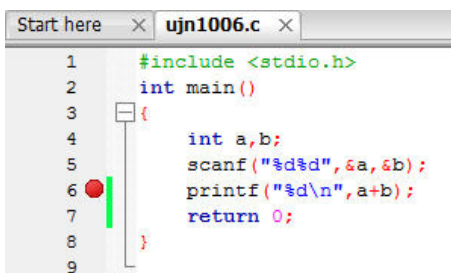 Start here × ujn1006.c ×
1 #include <stdio.h>
2 int main()
3 {
4 int a,b;
5 scanf("%d%d",&a,&b);
6 printf("%d\n",a+b);
7 return 0;
8 }
9